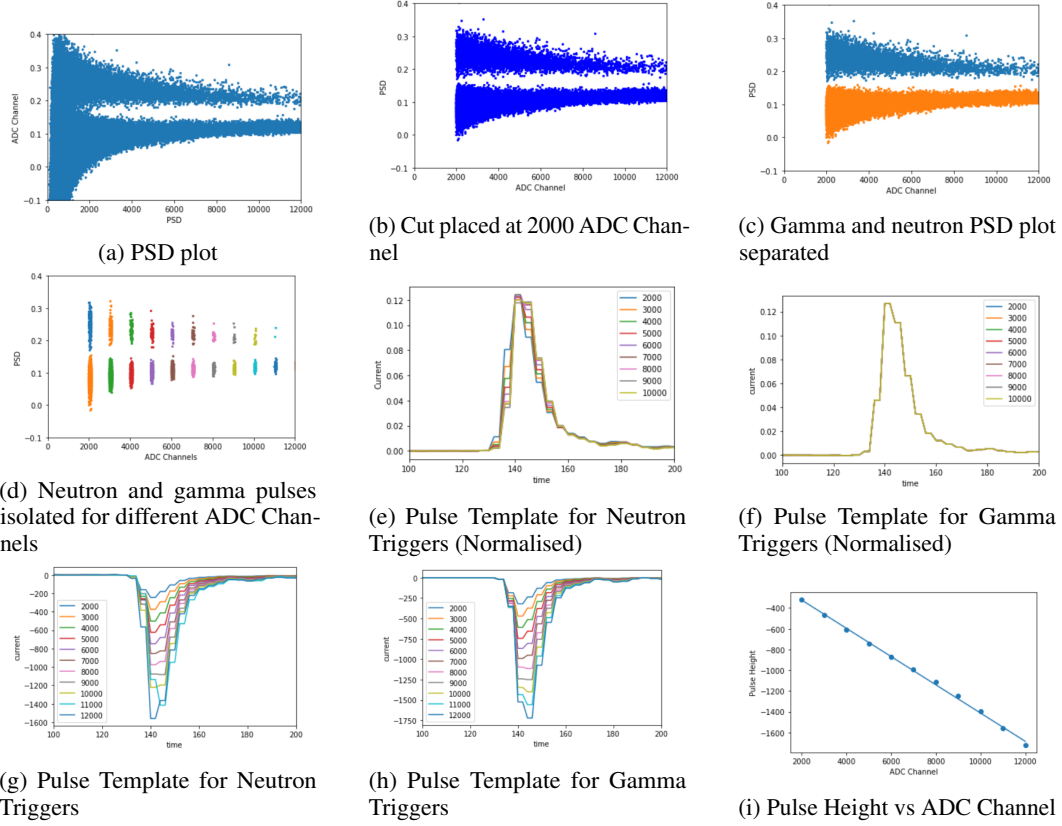 0.4
0.3
0.2
0.1
0.0
−0.1
ADC Channel
0 2000 4000 6000 8000 10000 12000
PSD
(a) PSD plot
0.4
0.3
0.2
0.1
0.0
−0.1
PSD
0 2000 4000 6000 8000 10000 12000
ADC Channel
(b) Cut placed at 2000 ADC Chan-
nel
0.4
0.3
0.2
0.1
0.0
−0.1
PSD
0 2000 4000 6000 8000 10000 12000
ADC Channel
(c) Gamma and neutron PSD plot
separated
0.4
0.3
0.2
0.1
0.0
−0.1
PSD
0 2000 4000 6000 8000 10000 12000
ADC Channels
(d) Neutron and gamma pulses
isolated for different ADC Chan-
nels
0.12
0.10
0.08
0.06
0.04
0.02
0.00
Current
2000
3000
4000
5000
6000
7000
8000
9000
10000
100 120 140 160 180 200
time
(e) Pulse Template for Neutron
Triggers (Normalised)
0.12
0.10
0.08
0.06
0.04
0.02
0.00
current
2000
3000
4000
5000
6000
7000
8000
9000
10000
100 120 140 160 180 200
time
(f) Pulse Template for Gamma
Triggers (Normalised)
0
−200
−400
−600
−800
−1000
−1200
−1400
−1600
current
2000
3000
4000
5000
6000
7000
8000
9000
10000
11000
12000
100 120 140 160 180 200
time
(g) Pulse Template for Neutron
Triggers
0
−250
−500
−750
−1000
−1250
−1500
−1750
current
2000
3000
4000
5000
6000
7000
8000
9000
10000
11000
12000
100 120 140 160 180 200
time
(h) Pulse Template for Gamma
Triggers
−400
−600
−800
−1000
−1200
−1400
−1600
Pulse Height
2000 4000 6000 8000 10000 12000
ADC Channel
(i) Pulse Height vs ADC Channel